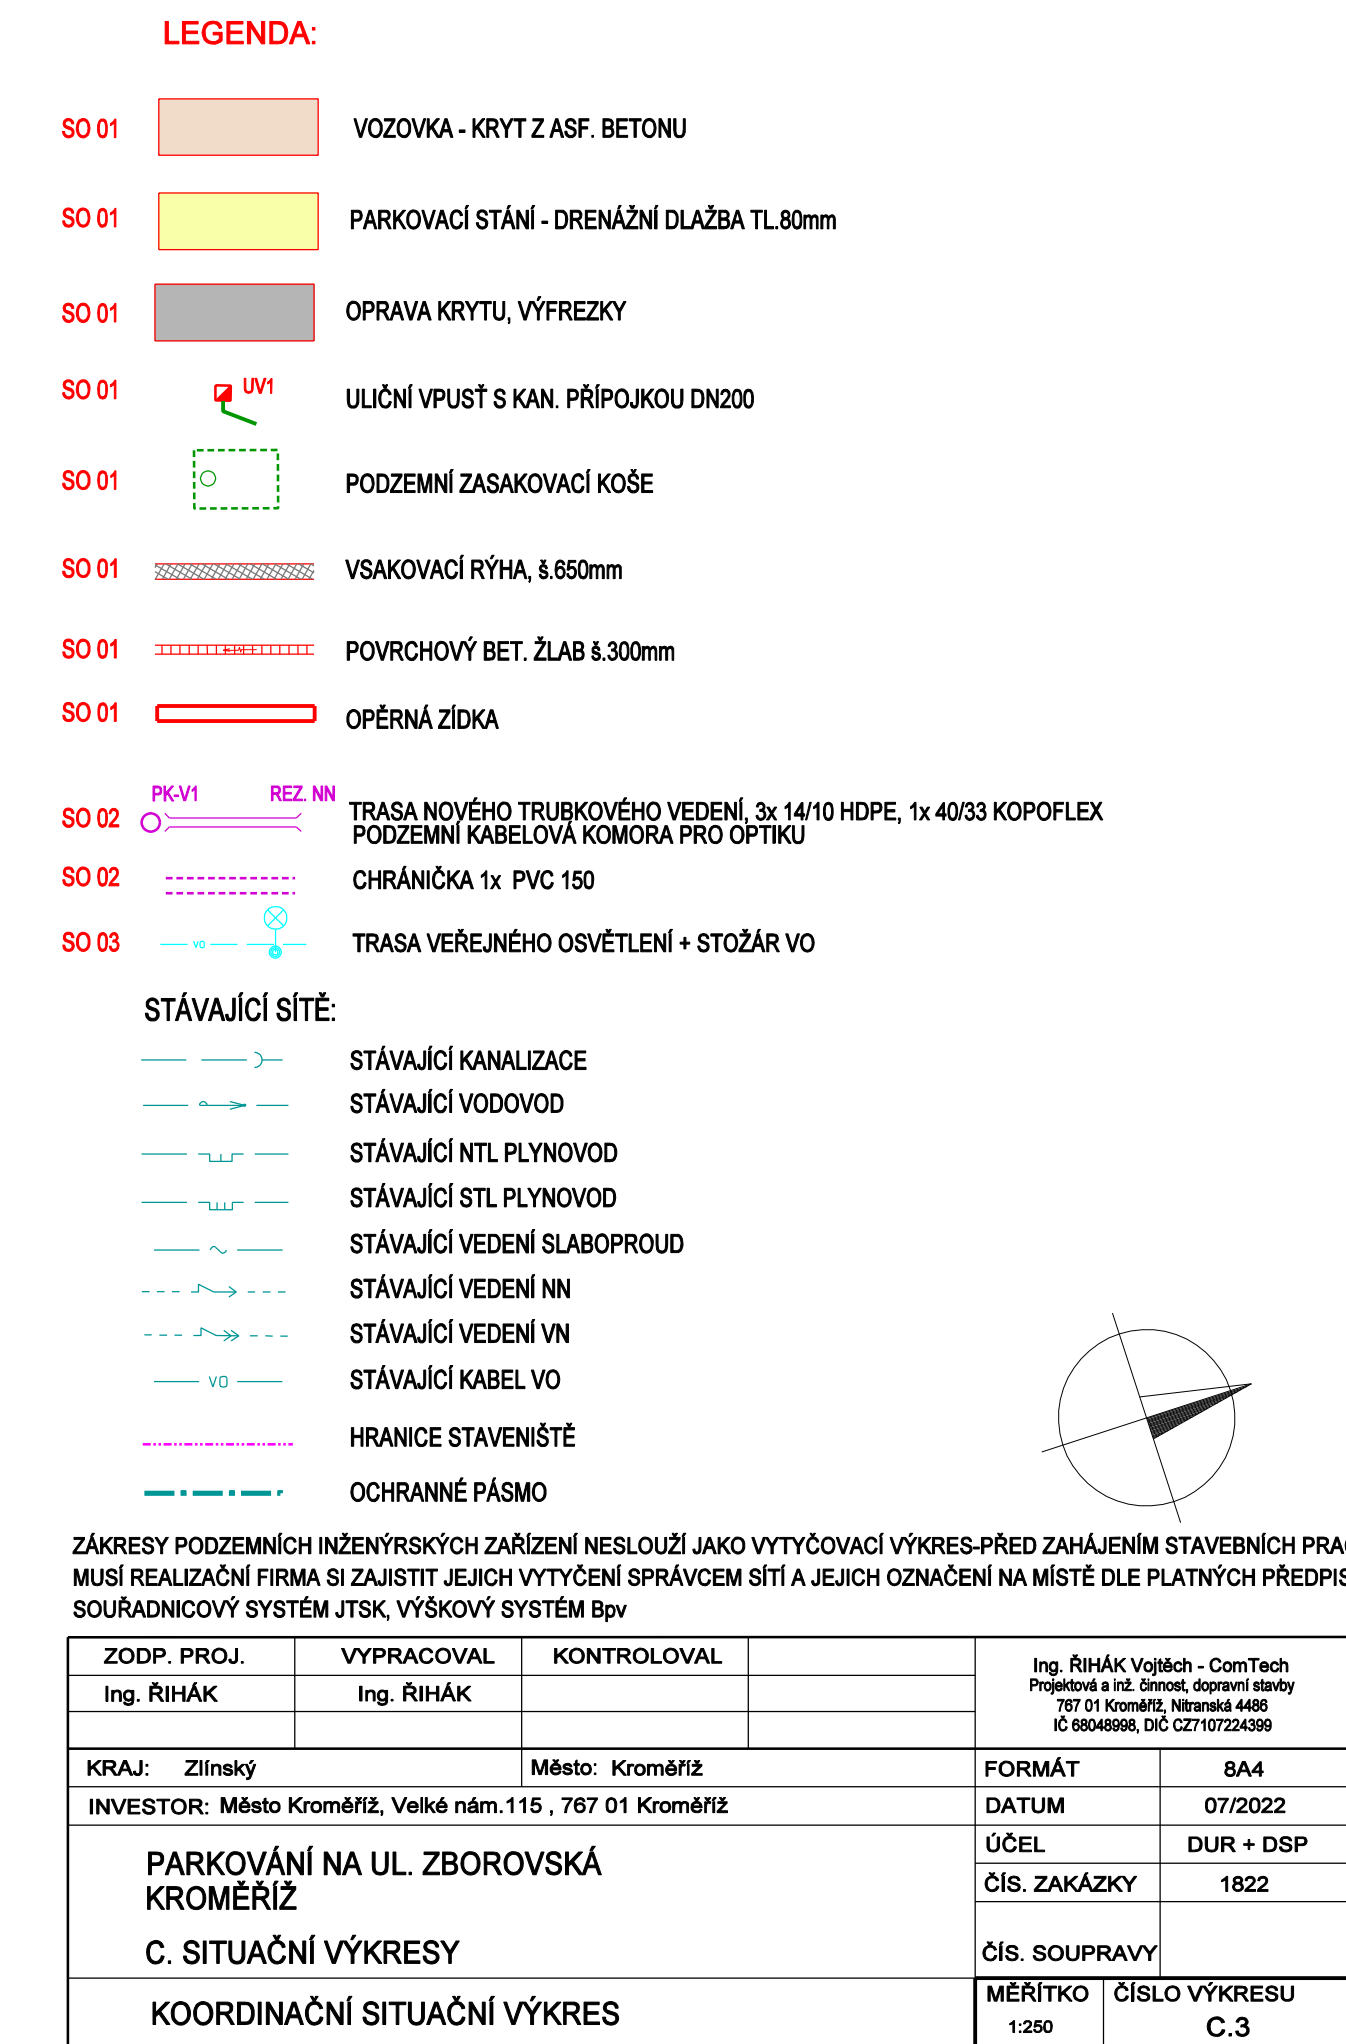 LEGENDA:
SO 01 VOZOVKA - KRYT Z ASF. BETONU
SO 01 PARKOVACÍ STÁNÍ - DRENÁŽNÍ DLAŽBA TL.80mm
SO 01 OPRAVA KRYTU, VÝFREZKY
SO 01 UV1 ULIČNÍ VPUSŤ S KAN. PŘÍPOJKOU DN200
SO 01 PODZEMNÍ ZASAKOVACÍ KOŠE
SO 01 VSAKOVACÍ RÝHA, š.650mm
SO 01 POVRCHOVÝ BET. ŽLAB š.300mm
SO 01 OPĚRNÁ ZÍDKA
PK-V1 REZ. NN
SO 02 TRASA NOVÉHO TRUBKOVÉHO VEDENÍ, 3x 14/10 HDPE, 1x 40/33 KOPOFLEX
PODZEMNÍ KABELOVÁ KOMORA PRO OPTIKU
SO 02 CHRÁNIČKA 1x PVC 150
SO 03 VO TRASA VEŘEJNÉHO OSVĚTLENÍ + STOŽÁR VO
STÁVAJÍCÍ SÍTĚ:
STÁVAJÍCÍ KANALIZACE
STÁVAJÍCÍ VODOVOD
STÁVAJÍCÍ NTL PLYNOVOD
STÁVAJÍCÍ STL PLYNOVOD
STÁVAJÍCÍ VEDENÍ SLABOPROUD
STÁVAJÍCÍ VEDENÍ NN
STÁVAJÍCÍ VEDENÍ VN
VO STÁVAJÍCÍ KABEL VO
HRANICE STAVENIŠTĚ
OCHRANNÉ PÁSMO
ZÁKRESY PODZEMNÍCH INŽENÝRSKÝCH ZAŘÍZENÍ NESLOUŽÍ JAKO VYTYČOVACÍ VÝKRES-PŘED ZAHÁJENÍM STAVEBNÍCH PRA
MUSÍ REALIZAČNÍ FIRMA SI ZAJISTIT JEJICH VYTYČENÍ SPRÁVCEM SÍTÍ A JEJICH OZNAČENÍ NA MÍSTĚ DLE PLATNÝCH PŘEDPIS
SOUŘADNICOVÝ SYSTÉM JTSK, VÝŠKOVÝ SYSTÉM Bpv
ZODP. PROJ. VYPRACOVAL KONTROLOVAL
Ing. ŘIHÁK Ing. ŘIHÁK
Ing. ŘIHÁK Vojtěch - ComTech
Projektová a inž. činnost, dopravní stavby
767 01 Kroměříž, Nitranská 4486
IČ 68048998, DIČ CZ7107224399
KRAJ: Zlínský Město: Kroměříž FORMÁT 8A4
INVESTOR: Město Kroměříž, Velké nám.115 , 767 01 Kroměříž DATUM 07/2022
ÚČEL DUR + DSP
PARKOVÁNÍ NA UL. ZBOROVSKÁ
KROMĚŘÍŽ
ČÍS. ZAKÁZKY 1822
C. SITUAČNÍ VÝKRESY
ČÍS. SOUPRAVY
KOORDINAČNÍ SITUAČNÍ VÝKRES
MĚŘÍTKO ČÍSLO VÝKRESU
1:250 C.3